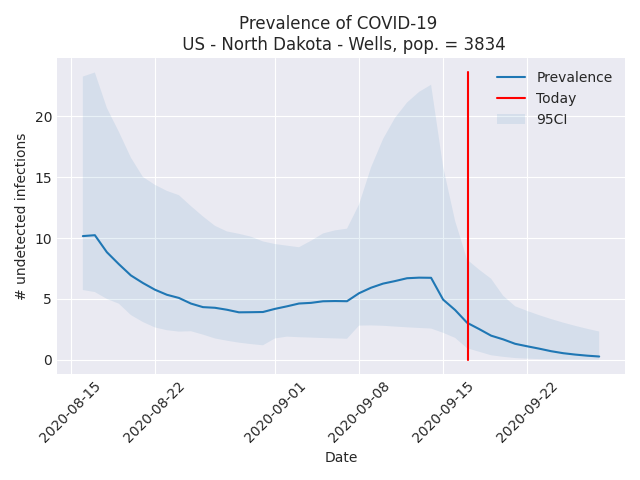 Prevalence of COVID-19
US - North Dakota - Wells, pop. = 3834
Prevalence
Today
95CI
# undetected infections
20
15
10
5
0
2020-08-15
2020-08-22
2020-09-01
2020-09-08
2020-09-15
2020-09-22
Date